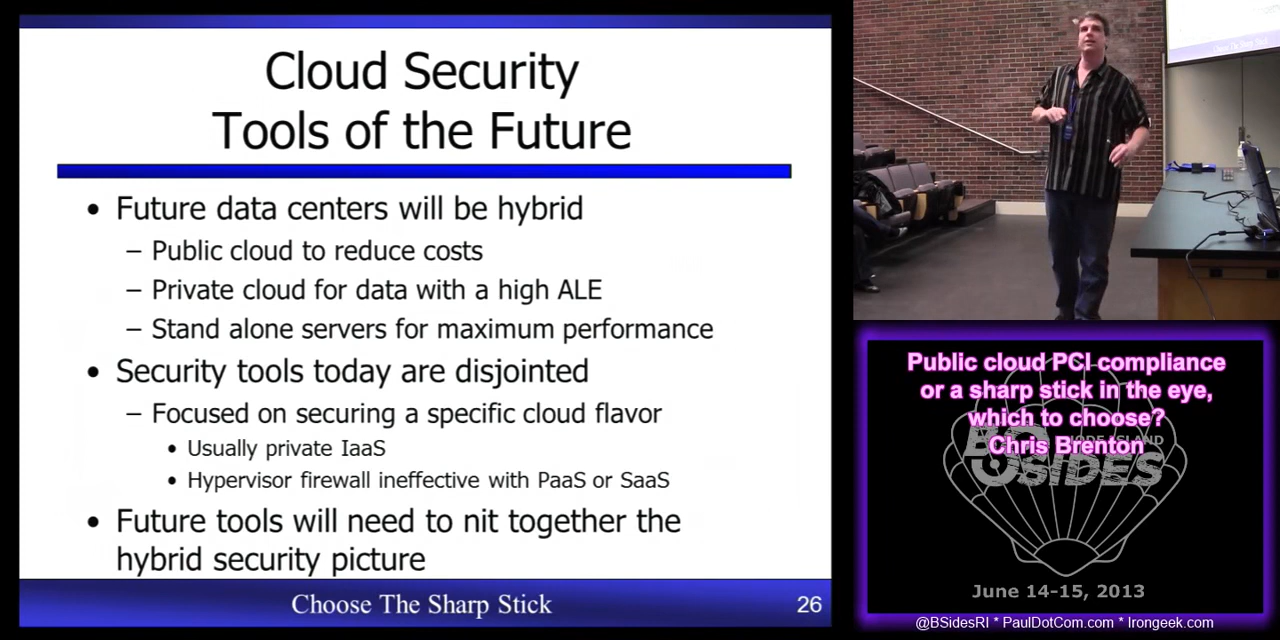 Cloud Security
Tools of the Future
• Future data centers will be hybrid
– Public cloud to reduce costs
– Private cloud for data with a high ALE
– Stand alone servers for maximum performance
• Security tools today are disjointed
– Focused on securing a specific cloud flavor
• Usually private IaaS
• Hypervisor firewall ineffective with PaaS or SaaS
• Future tools will need to nit together the
hybrid security picture
Choose The Sharp Stick
26
Public cloud PCI compliance
or a sharp stick in the eye,
which to choose?
Chris Brenton
SIDES
June 14-15, 2013
@BSidesRI * PaulDotCom.com * Irongeek.com